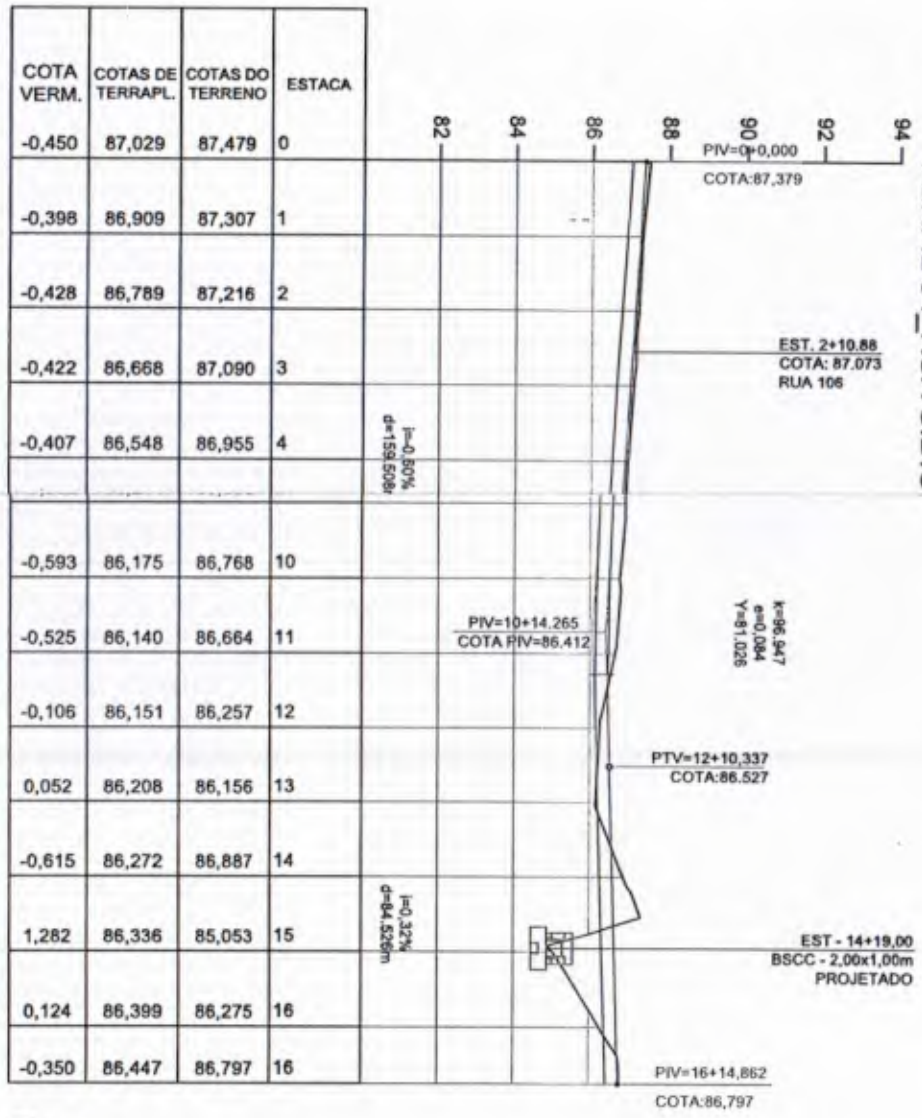 COTA VERM. COTAS DE TERRAPL. COTAS DO TERRENO ESTACA
-0,450 87,029 87,479 0
-0,398 86,909 87,307 1
-0,428 86,789 87,216 2
-0,422 86,668 87,090 3
-0,407 86,548 86,955 4
-0,593 86,175 86,768 10
-0,525 86,140 86,664 11
-0,106 86,151 86,257 12
0,052 86,208 86,156 13
-0,615 86,272 86,887 14
1,282 86,336 85,053 15
0,124 86,399 86,275 16
-0,350 86,447 86,797 16
82 84 86 88 90 92 94
PIV=0+0,000
COTA:87,379
EST. 2+10.88
COTA: 87.073
RUA 106
i=-0,60%
PIV=10+14.265
COTA PIV=86.412
k=96.947
e=0,084
Y=81.026
PTV=12+10,337
COTA:86.527
i=0,32%
d=84.526m
EST - 14+19,00
BSCC - 2,00x1,00m
PROJETADO
PIV=16+14,862
COTA:86,797